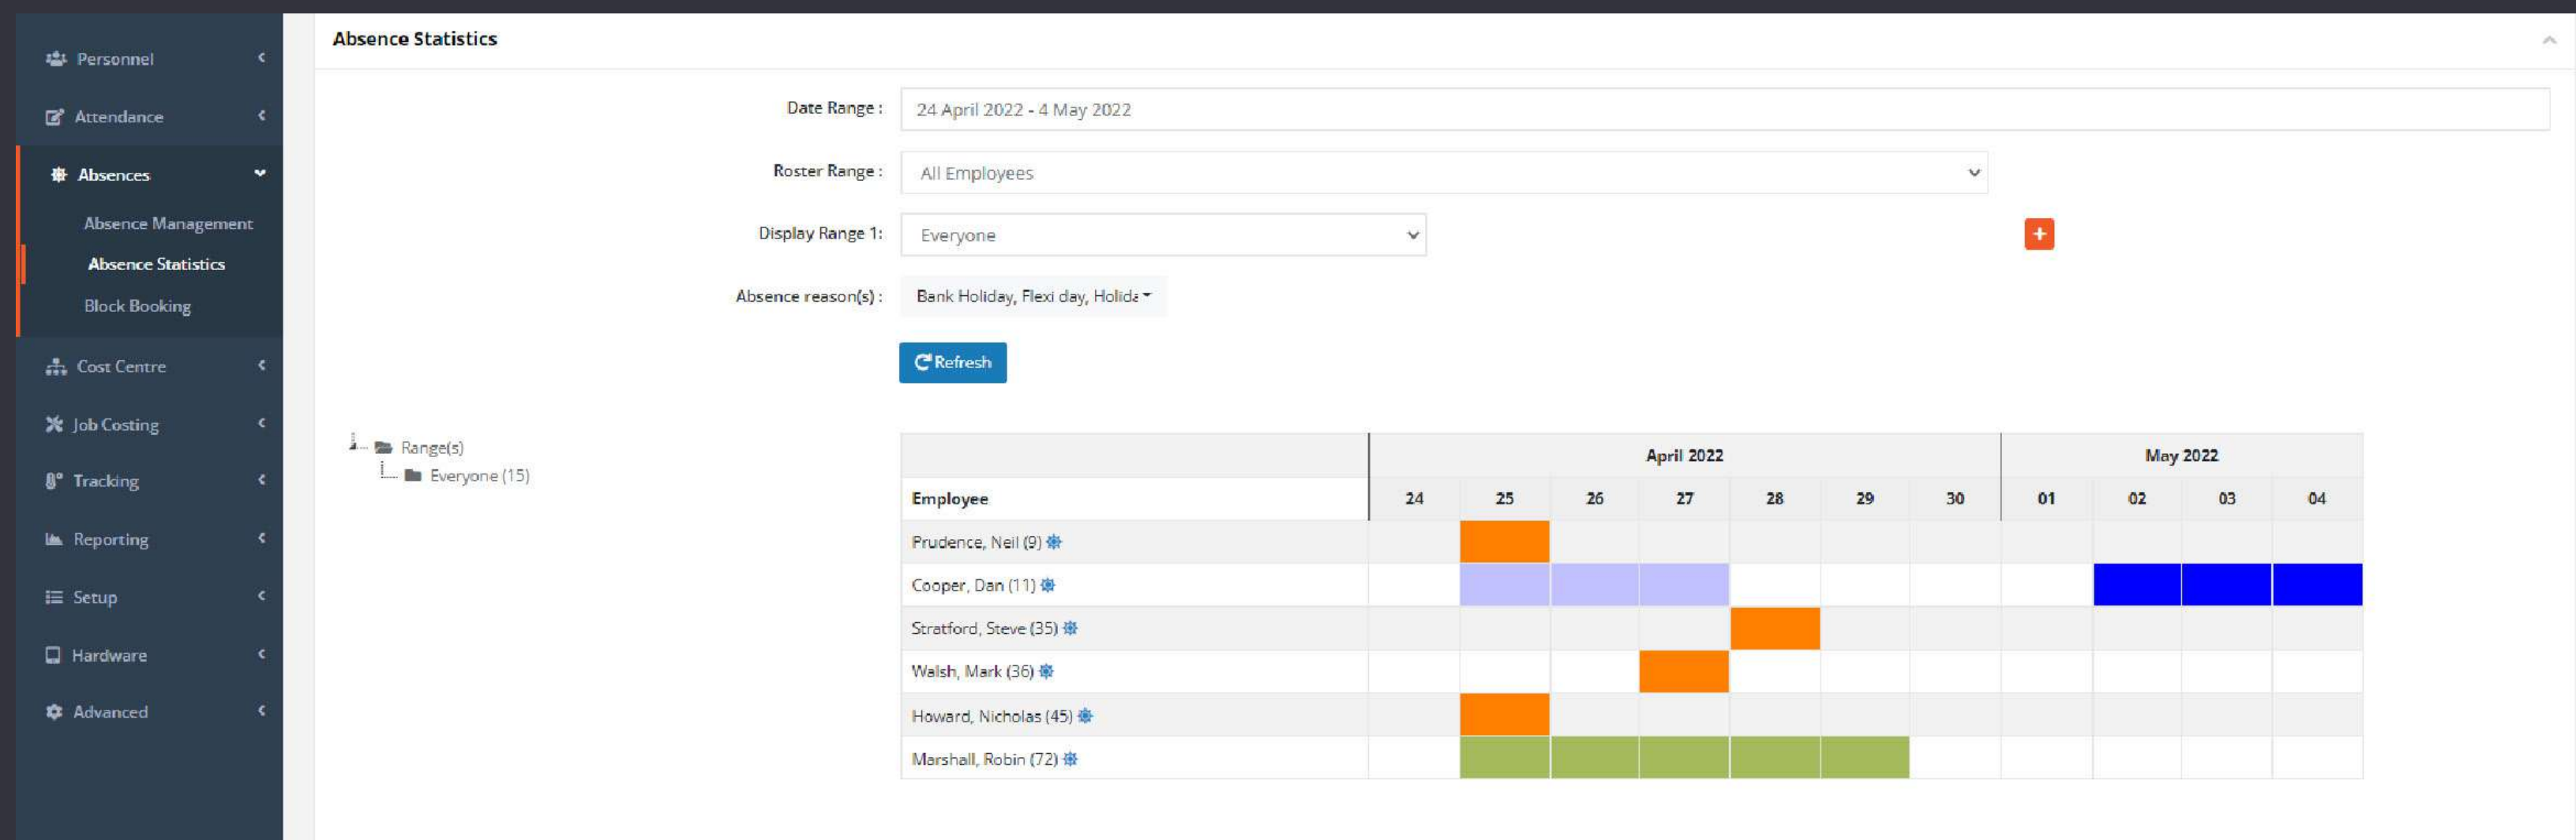 Personnel
Attendance
Absences
Absence Management
Absence Statistics
Block Booking
Cost Centre
Job Costing
Tracking
Reporting
Setup
Hardware
Advanced
Absence Statistics
Date Range : 24 April 2022 - 4 May 2022
Roster Range : All Employees
Display Range 1: Everyone
Absence reason(s) : Bank Holiday, Flexi day, Holida
Refresh
Range(s)
Everyone (15)
April 2022 May 2022
Employee 24 25 26 27 28 29 30 01 02 03 04
Prudence, Neil (9)
Cooper, Dan (11)
Stratford, Steve (35)
Walsh, Mark (36)
Howard, Nicholas (45)
Marshall, Robin (72)